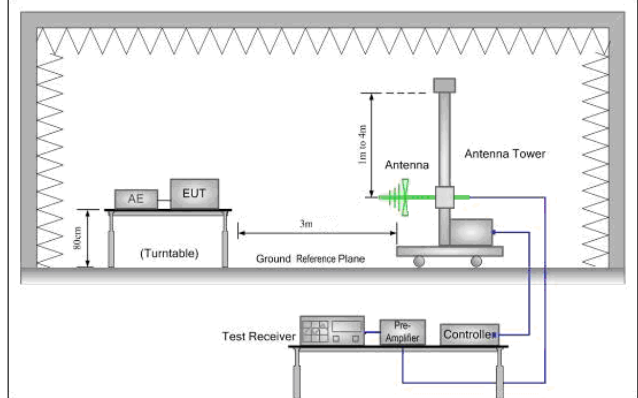 1m to 4m
Antenna
Antenna Tower
AE
EUT
80cm
(Turntable)
3m
Ground Reference Plane
Test Receiver
Pre-
Amplifier
Controller